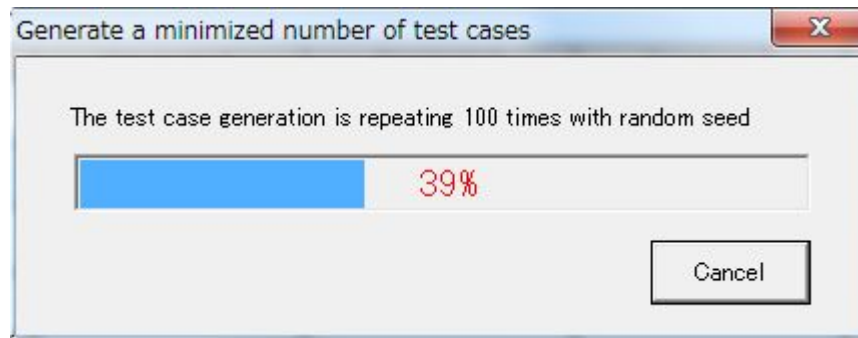 Generate a minimized number of test cases
The test case generation is repeating 100 times with random seed
39%
Cancel